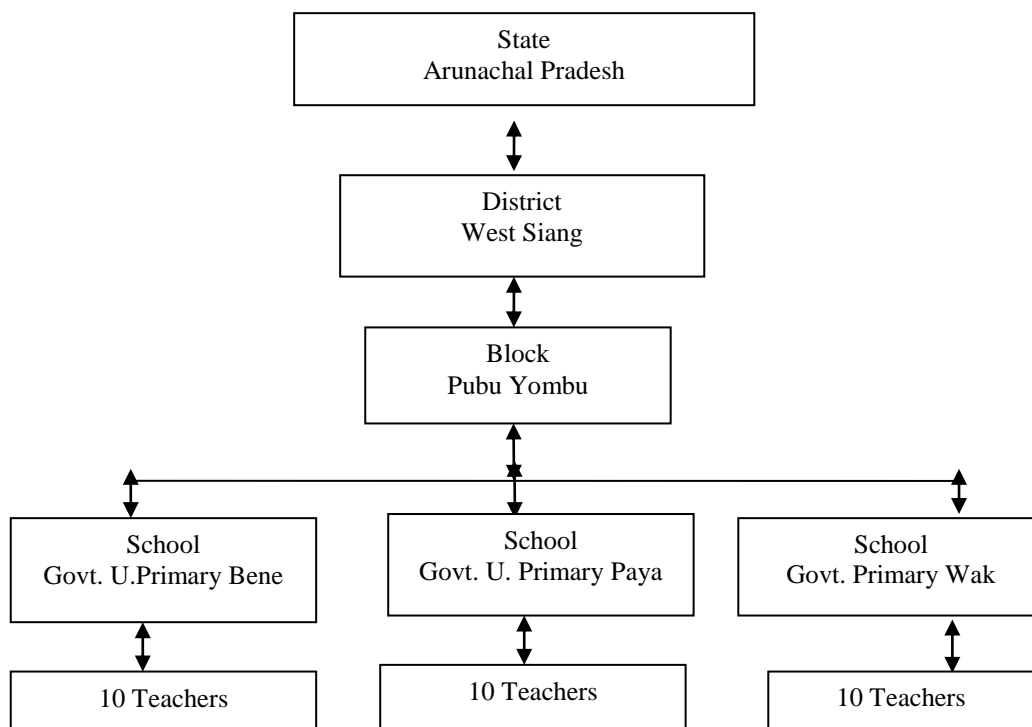 State
Arunachal Pradesh
District
West Siang
Block
Pubu Yombu
School
Govt. U.Primary Bene
School
Govt. U. Primary Paya
School
Govt. Primary Wak
10 Teachers
10 Teachers
10 Teachers